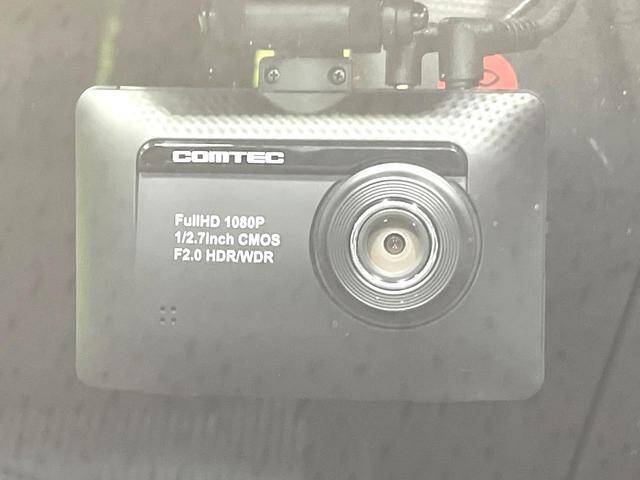 COMTEC
FullHD 1080P
1/2.7inch CMOS
F2.0 HDR/WDR